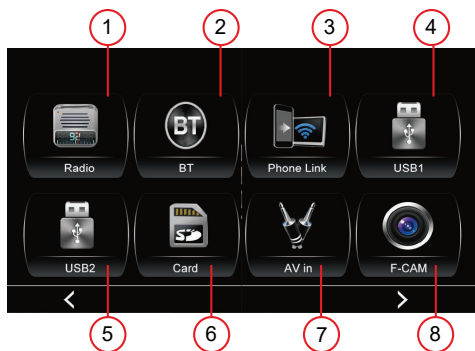 1 2 3 4
Radio BT Phone Link USB1
BT
USB2 Card AV in F-CAM
SD
< >
5 6 7 8